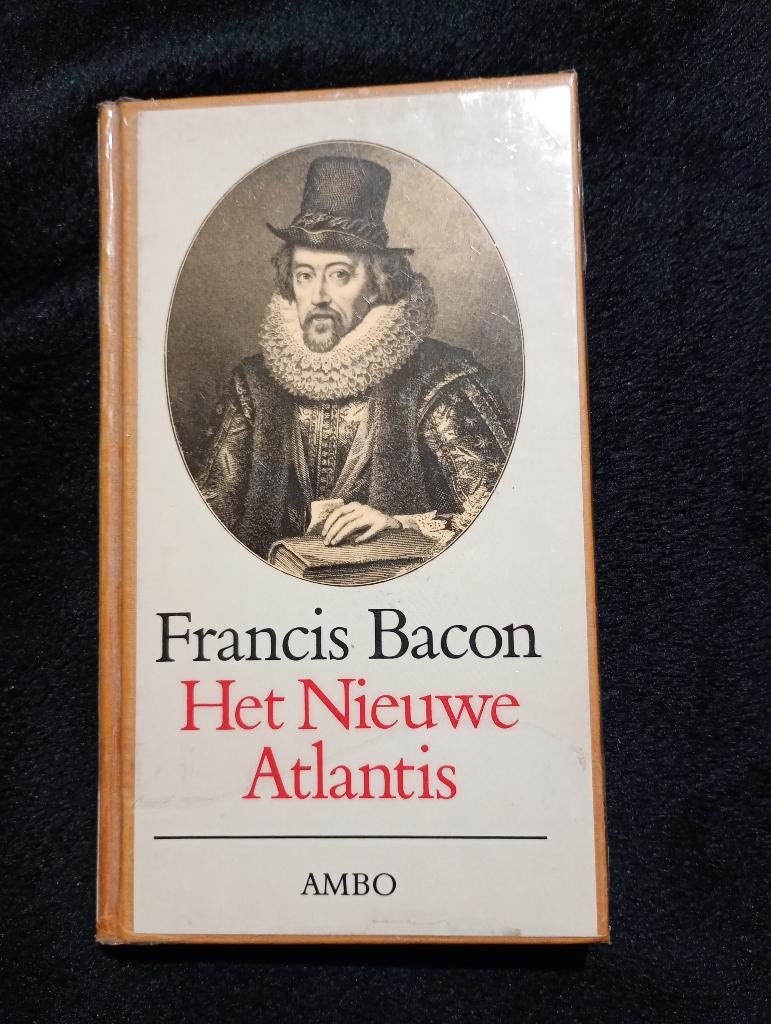 Francis Bacon
Het Nieuwe
Atlantis
AMBO